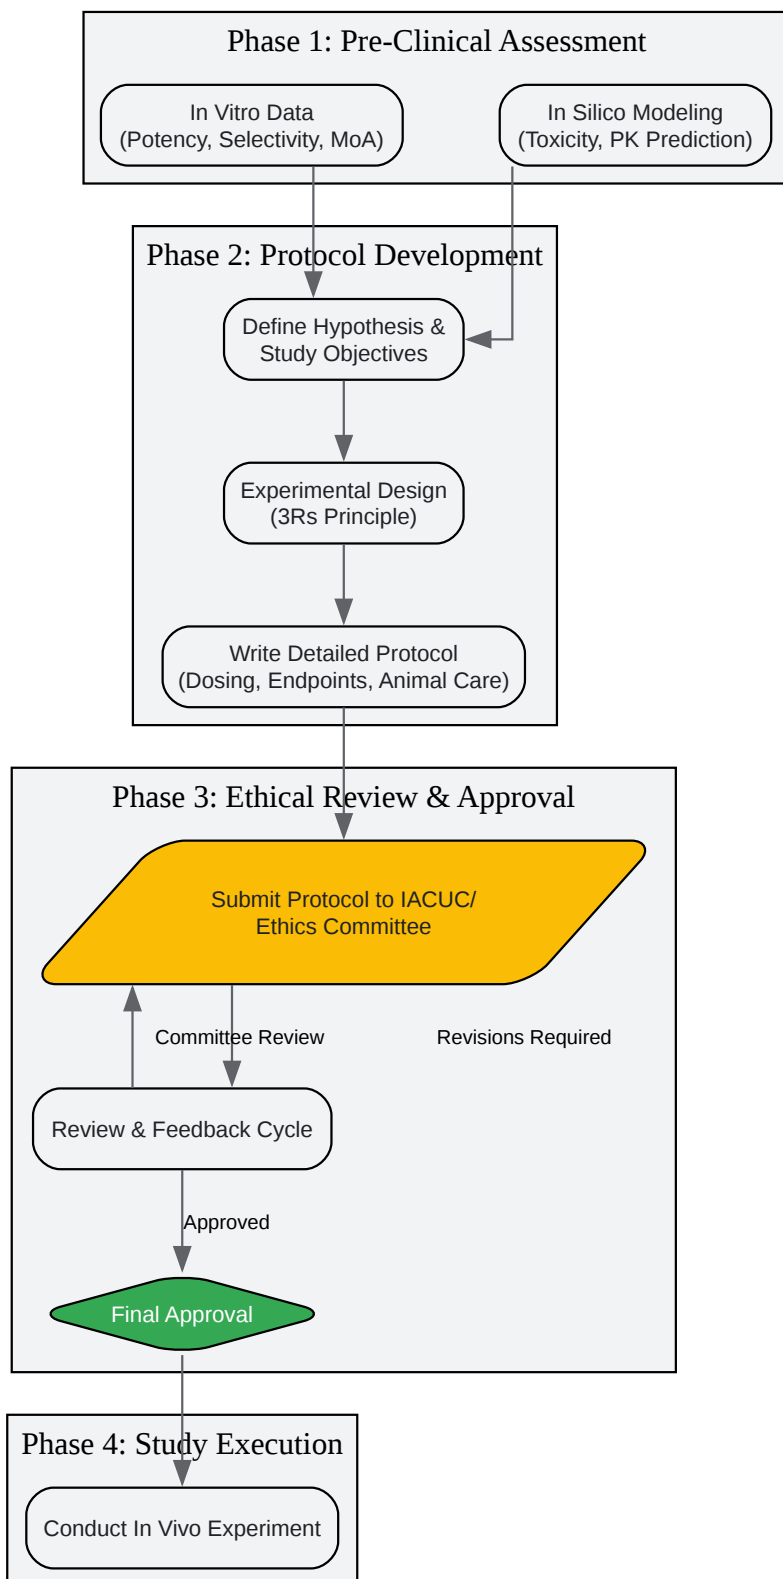 Phase 1: Pre-Clinical Assessment
In Vitro Data
(Potency, Selectivity, MoA)
In Silico Modeling
(Toxicity, PK Prediction)
Phase 2: Protocol Development
Define Hypothesis &
Study Objectives
Experimental Design
(3Rs Principle)
Write Detailed Protocol
(Dosing, Endpoints, Animal Care)
Phase 3: Ethical Review & Approval
Submit Protocol to IACUC/
Ethics Committee
Committee Review
Revisions Required
Review & Feedback Cycle
Approved
Final Approval
Phase 4: Study Execution
Conduct In Vivo Experiment